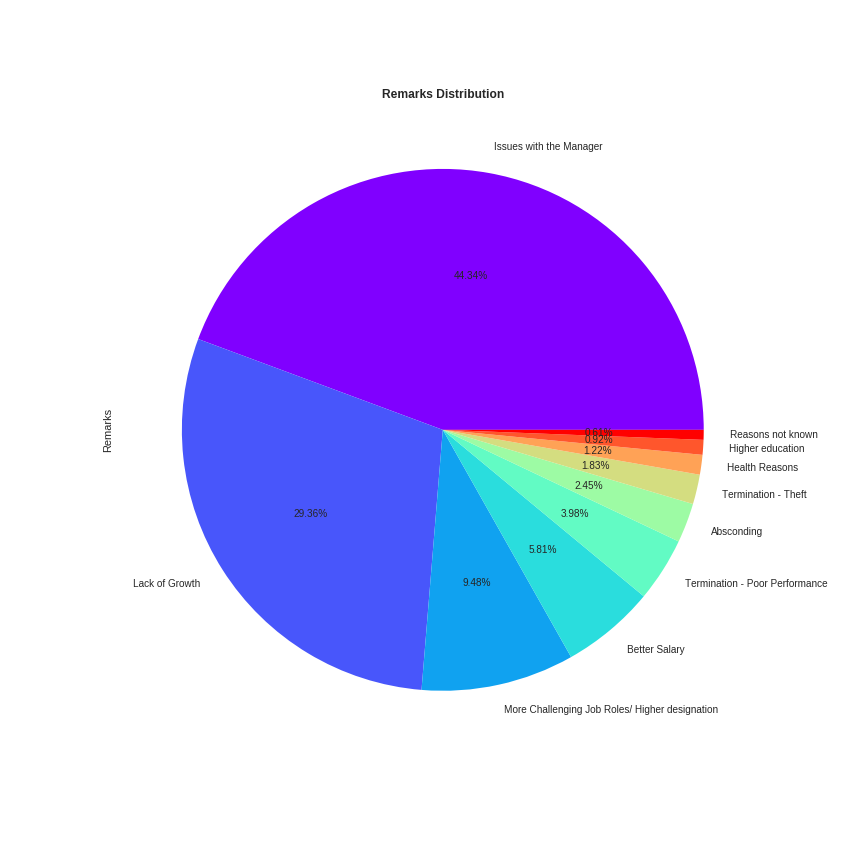 Remarks Distribution
Issues with the Manager
44.34%
Remarks
0.61%
Reasons not known
0.92%
Higher education
1.22%
Health Reasons
1.83%
Termination - Theft
2.45%
Absconding
3.98%
Termination - Poor Performance
29.36%
Lack of Growth
5.81%
Better Salary
9.48%
More Challenging Job Roles/ Higher designation